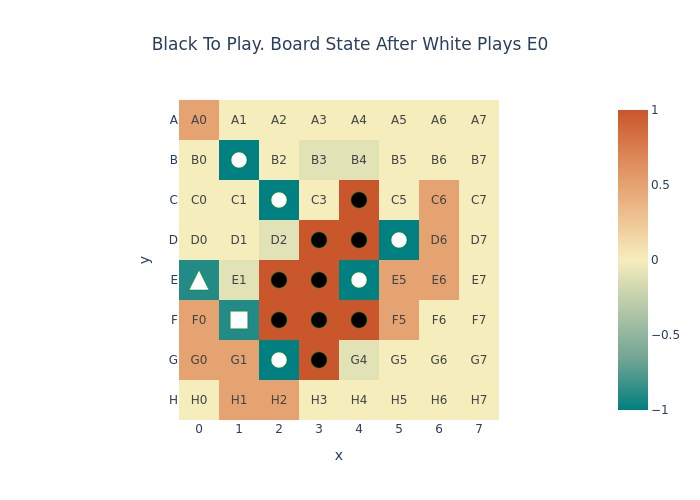 Black To Play. Board State After White Plays E0
A A0 A1 A2 A3 A4 A5 A6 A7 1
B B0 B2 B3 B4 B5 B6 B7
C C0 C1 C3 C5 C6 C7 0.5
D D0 D1 D2 D6 D7
y 0
E E1 E5 E6 E7
F F0 F5 F6 F7 −0.5
G G0 G1 G4 G5 G6 G7
H H0 H1 H2 H3 H4 H5 H6 H7 −1
0 1 2 3 4 5 6 7
x